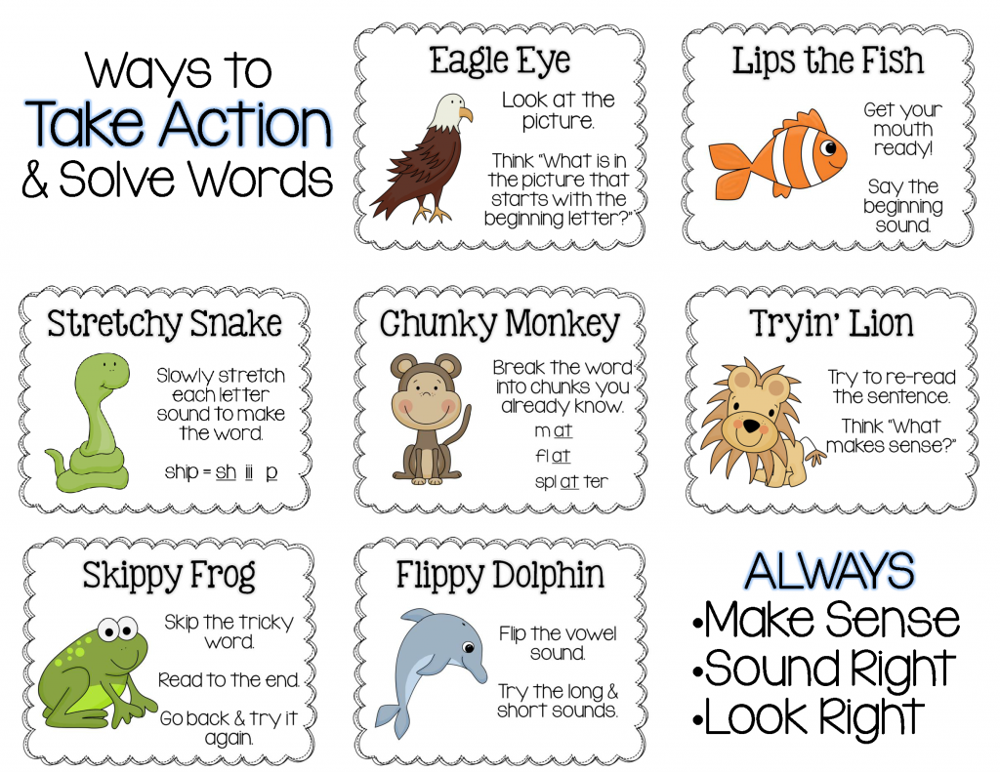 Ways to
Take Action
& Solve Words
Eagle Eye
Look at the
picture.
Think "What is in
the picture that
starts with the
beginning letter?"
Lips the Fish
Get your
mouth
ready!
Say the
beginning
sound.
Stretchy Snake
Slowly stretch
each letter
sound to make
the word.
ship = sh iii p
Chunky Monkey
Break the word
into chunks you
already know.
m at
fl at
spl at ter
Tryin' Lion
Try to re-read
the sentence.
Think "What
makes sense?"
Skippy Frog
Skip the tricky
word.
Read to the end.
Go back & try it
again.
Flippy Dolphin
Flip the vowel
sound.
Try the long &
short sounds.
ALWAYS
•Make Sense
•Sound Right
•Look Right